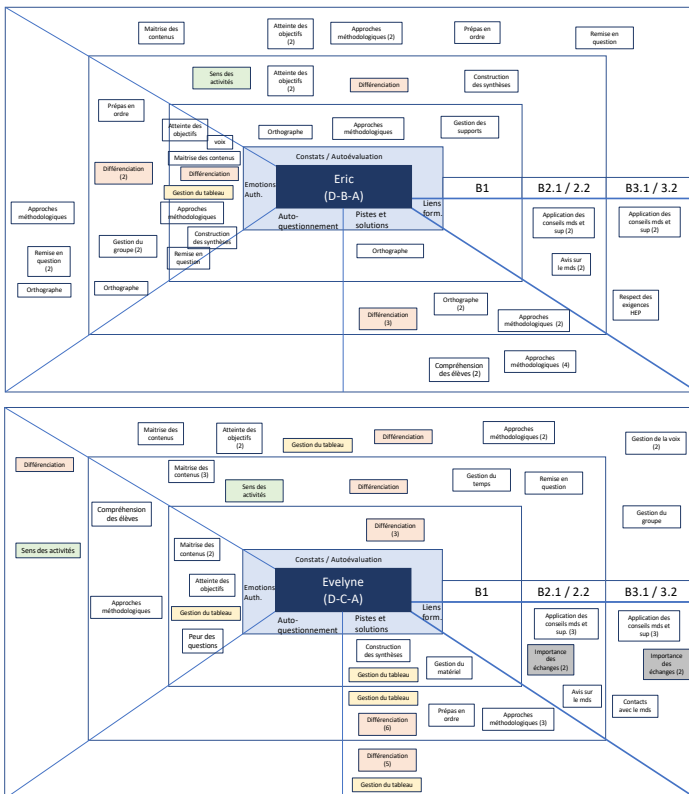 Maitrise des
contenus
Atteinte des
objectifs
(2)
Approches
méthodologiques (2)
Prépas en
ordre
Remise en
question
Sens des
activités
Atteinte des
objectifs
(2)
Différenciation
Construction
des synthèses
Prépas en
ordre
Atteinte des
objectifs
voix
Orthographe
Approches
méthodologiques
Gestion des
supports
Maitrise des contenus
Différenciation
(2)
Différenciation
Gestion du tableau
Constats / Autoévaluation
Emotions
Auth.
Eric
(D-B-A)
Liens
form.
B1
B2.1 / 2.2
B3.1 / 3.2
Approches
méthodologiques
Approches
méthodologiques
Auto-
questionnement
Pistes et
solutions
Application des
conseils mds et
sup (2)
Application des
conseils mds et
sup (2)
Remise en
question
(2)
Gestion du
groupe (2)
Construction
des synthèses
Remise en
question
Orthographe
Avis sur
le mds (2)
Orthographe
Orthographe
Différenciation
(3)
Orthographe
(2)
Approches
méthodologiques (2)
Respect des
exigences
HEP
Compréhension
des élèves (2)
Approches
méthodologiques (4)
Maitrise des
contenus
Atteinte des
objectifs
(2)
Gestion du tableau
Différenciation
Approches
méthodologiques (2)
Gestion de la voix
(2)
Différenciation
Maitrise des
contenus (3)
Sens des
activités
Différenciation
Gestion du
temps
Remise en
question
Compréhension
des élèves
Gestion du
groupe
Différenciation
(3)
Sens des activités
Maitrise des
contenus (2)
Constats / Autoévaluation
Atteinte des
objectifs
Emotions
Auth.
Evelyne
(D-C-A)
Liens
form.
B1
B2.1 / 2.2
B3.1 / 3.2
Approches
méthodologiques
Gestion du tableau
Auto-
questionnement
Pistes et
solutions
Application des
conseils mds et
sup. (3)
Application des
conseils mds et
sup (3)
Peur des
questions
Construction
des synthèses
Gestion du
matériel
Importance
des
échanges (2)
Importance
des
échanges (2)
Gestion du tableau
Gestion du tableau
Avis sur
le mds
Contacts
avec le mds
Différenciation
(6)
Prépas en
ordre
Approches
méthodologiques (3)
Différenciation
(5)
Gestion du tableau